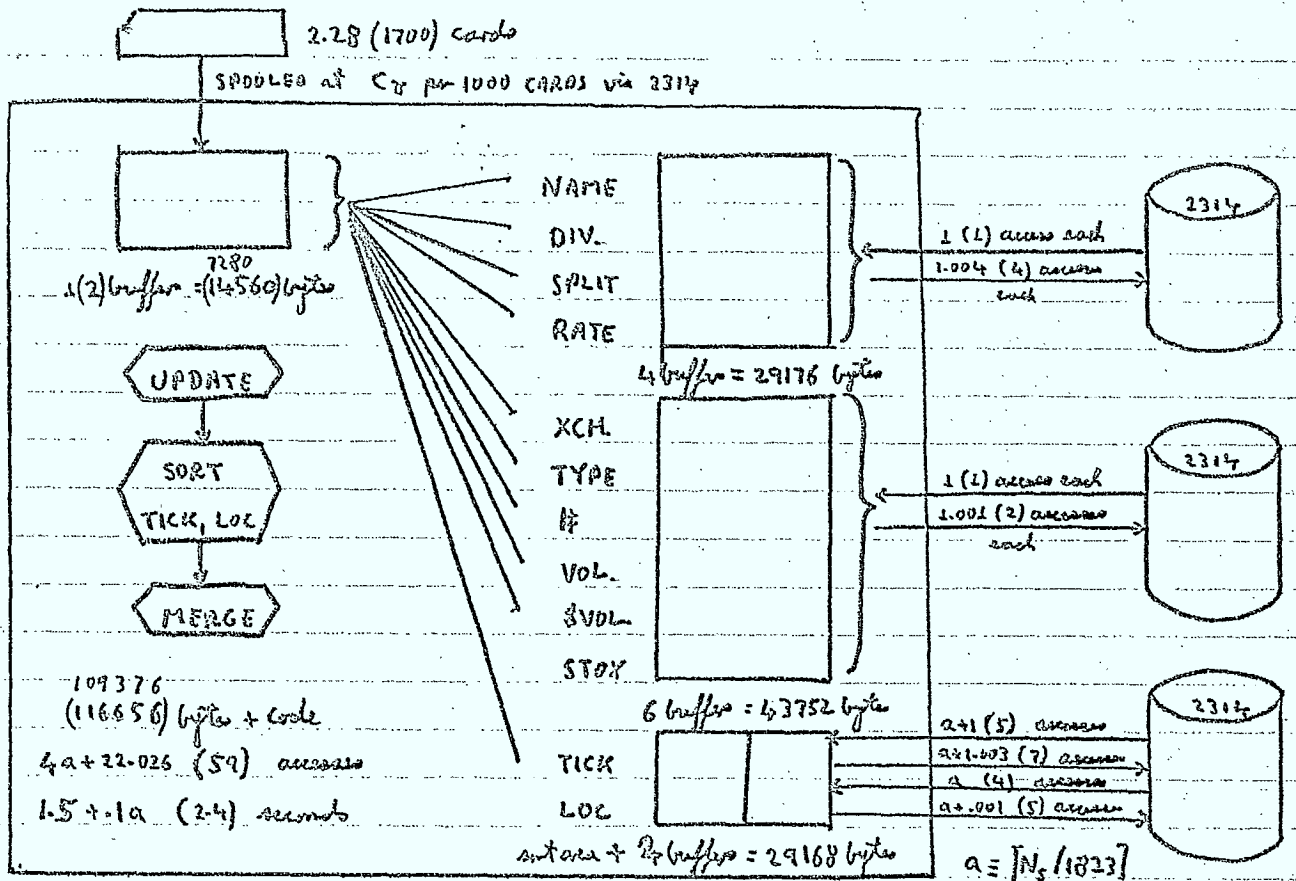 2.28 (1700) cards
SPOOLED at C per 1000 CARDS via 2314
7280
1(2) buffers = (14560) bytes
UPDATE
SORT
TICK, LOC
MERGE
109376
(116656) bytes + code
4a + 22.026 (59) accesses
1.5 + .1a (2.4) seconds
NAME
DIV.
SPLIT
RATE
4 buffers = 29176 bytes
XCH.
TYPE
#
VOL.
$VOL.
STOX
6 buffers = 43752 bytes
TICK
LOC
sort area + 2 buffers = 29168 bytes
2314
1 (1) access each
1.004 (4) accesses
each
2314
1 (1) access each
1.001 (2) accesses
each
2314
a+1 (5) accesses
a+1.003 (7) accesses
a (4) accesses
a+.001 (5) accesses
a = [Ns/1823]